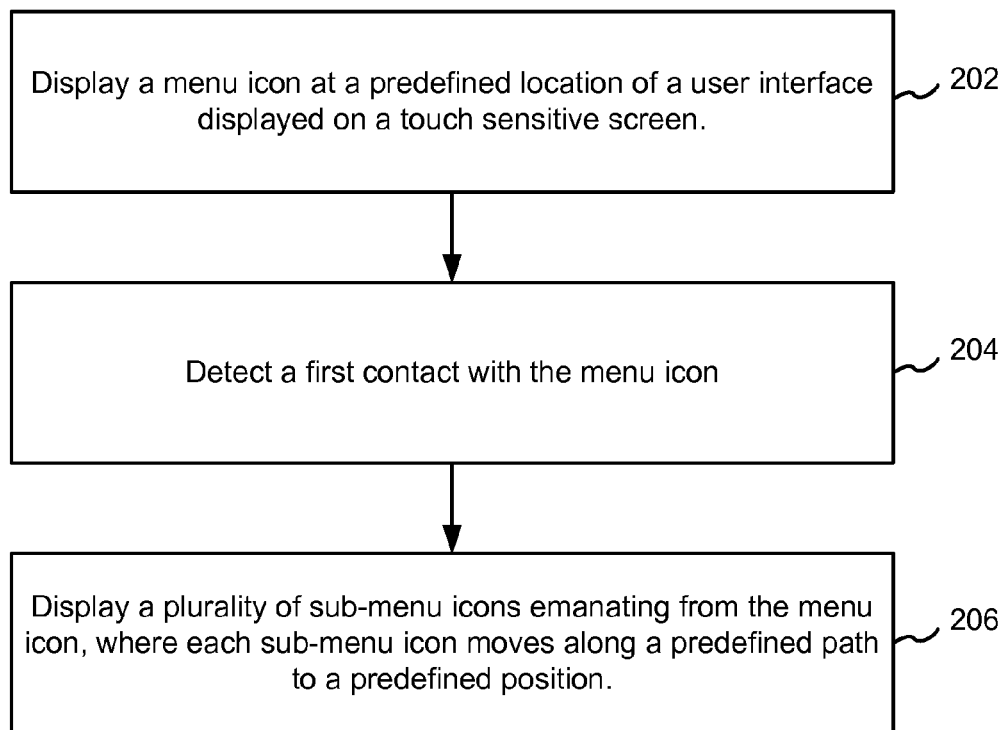 Display a menu icon at a predefined location of a user interface
displayed on a touch sensitive screen.
202
Detect a first contact with the menu icon
204
Display a plurality of sub-menu icons emanating from the menu
icon, where each sub-menu icon moves along a predefined path
to a predefined position.
206